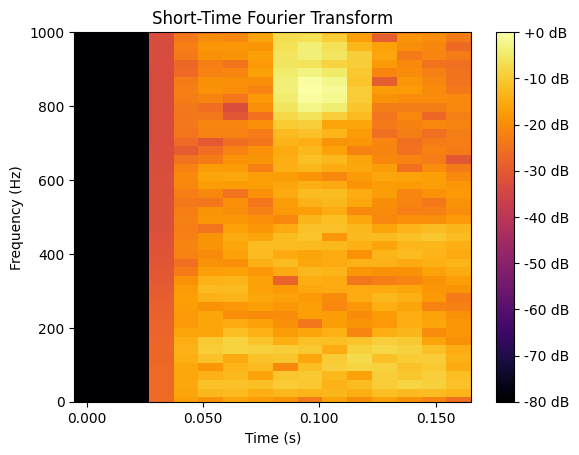 Short-Time Fourier Transform
1000
800
600
400
200
0
Frequency (Hz)
0.000
0.050
0.100
0.150
Time (s)
+0 dB
-10 dB
-20 dB
-30 dB
-40 dB
-50 dB
-60 dB
-70 dB
-80 dB